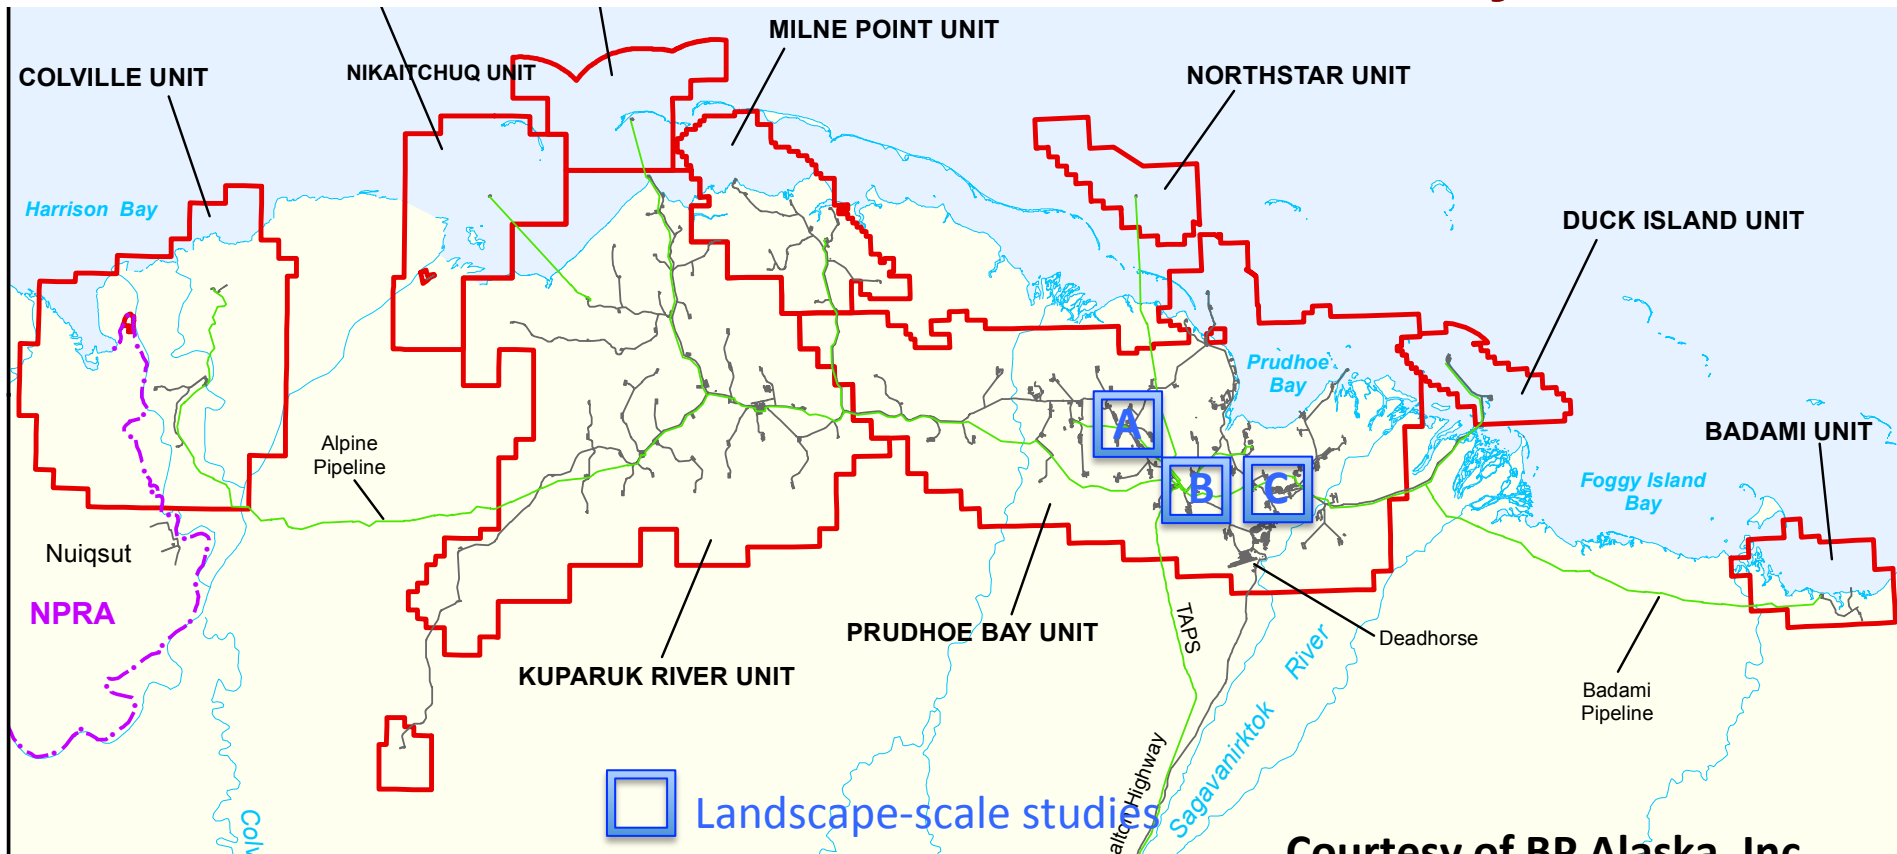 MILNE POINT UNIT
COLVILLE UNIT
NIKAITCHUQ UNIT
NORTHSTAR UNIT
Harrison Bay
DUCK ISLAND UNIT
Prudhoe
Bay
A
B
C
BADAMI UNIT
Alpine
Pipeline
Foggy Island
Bay
Nuiqsut
NPRA
PRUDHOE BAY UNIT
TAPS
Deadhorse
KUPARUK RIVER UNIT
Sagavanirktok River
Badami
Pipeline
Landscape-scale studies
alton Highway
Colv
Courtesy of BP Alaska, Inc